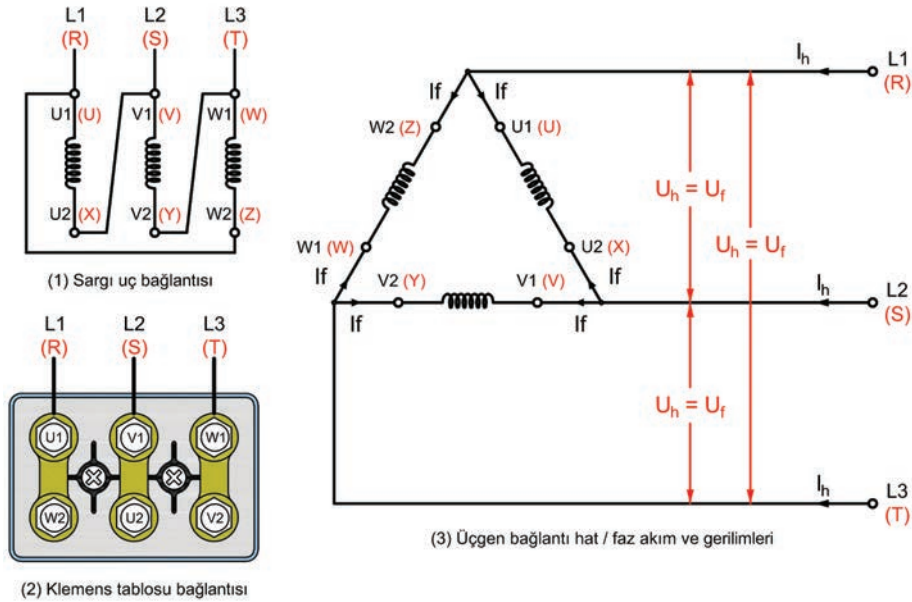 L1 L2 L3
(R) (S) (T)
U1 (U) V1 (V) W1 (W)
U2 (X) V2 (Y) W2 (Z)
(1) Sargı uç bağlantısı
L1 L2 L3
(R) (S) (T)
U1 V1 W1
W2 U2 V2
(2) Klemens tablosu bağlantısı
Ih L1
(R)
If If
W2 (Z) U1 (U)
Uh = Uf
Uh = Uf
W1 (W) U2 (X)
If If
V2 (Y) V1 (V)
If If
Ih L2
(S)
Uh = Uf
Ih L3
(T)
(3) Üçgen bağlantı hat / faz akım ve gerilimleri